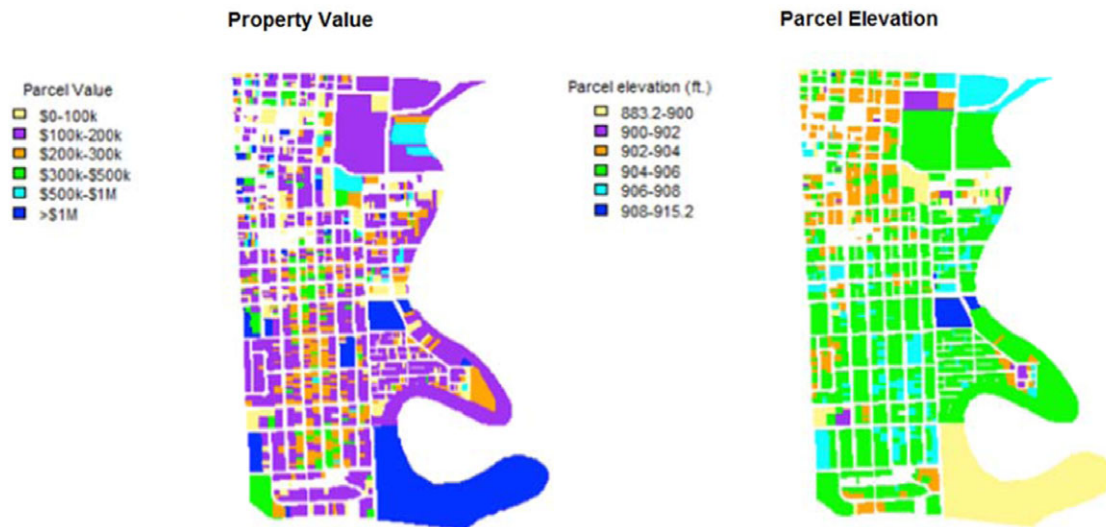 Property Value
Parcel Value
$0-100k
$100k-200k
$200k-300k
$300k-$500k
$500k-$1M
>$1M
Parcel Elevation
Parcel elevation (ft.)
883.2-900
900-902
902-904
904-906
906-908
908-915.2